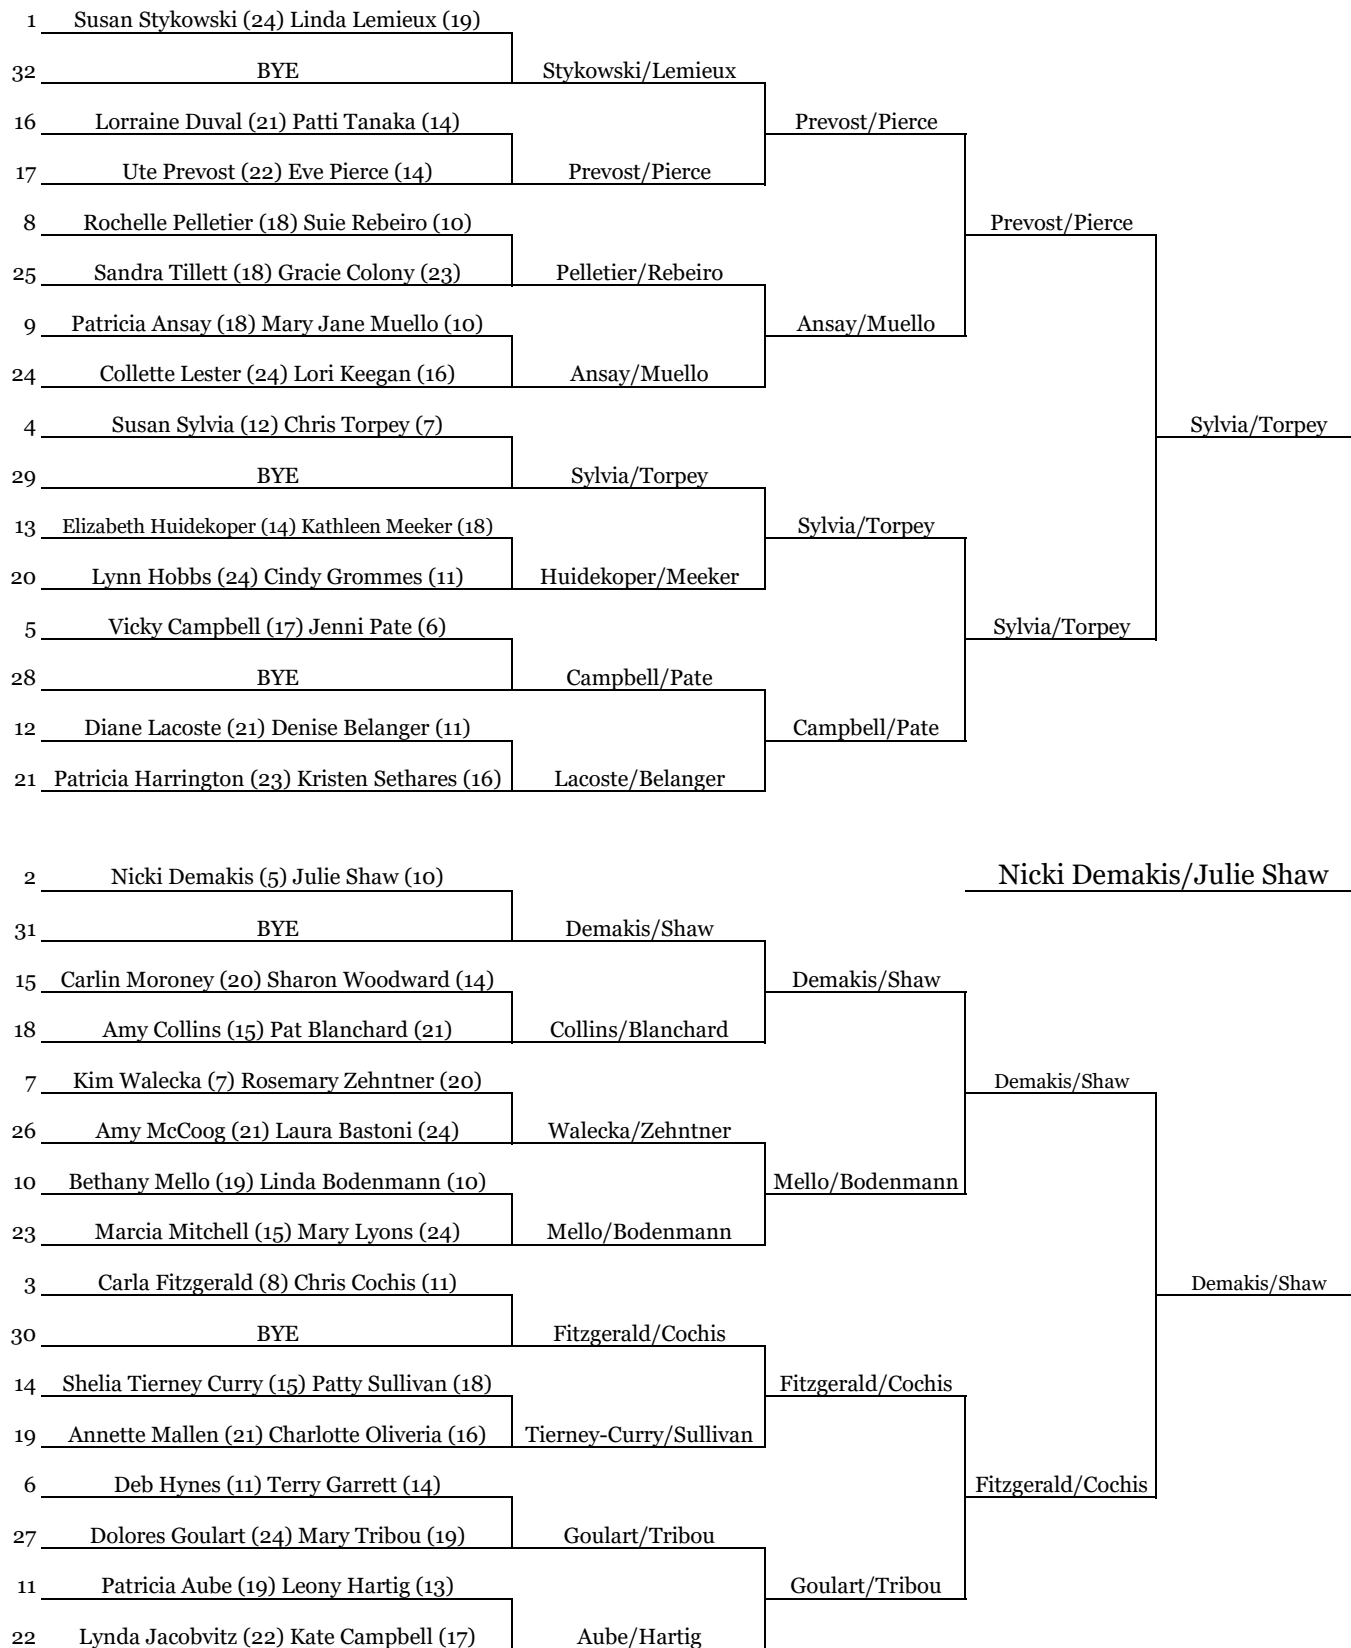 1 Susan Stykowski (24) Linda Lemieux (19)
32 BYE Stykowski/Lemieux
16 Lorraine Duval (21) Patti Tanaka (14) Prevost/Pierce
17 Ute Prevost (22) Eve Pierce (14) Prevost/Pierce
8 Rochelle Pelletier (18) Suie Rebeiro (10) Prevost/Pierce
25 Sandra Tillett (18) Gracie Colony (23) Pelletier/Rebeiro
9 Patricia Ansay (18) Mary Jane Muello (10) Ansay/Muello
24 Collette Lester (24) Lori Keegan (16) Ansay/Muello
4 Susan Sylvia (12) Chris Torpey (7) Sylvia/Torpey
29 BYE Sylvia/Torpey
13 Elizabeth Huidekoper (14) Kathleen Meeker (18) Sylvia/Torpey
20 Lynn Hobbs (24) Cindy Grommes (11) Huidekoper/Meeker
5 Vicky Campbell (17) Jenni Pate (6) Sylvia/Torpey
28 BYE Campbell/Pate
12 Diane Lacoste (21) Denise Belanger (11) Campbell/Pate
21 Patricia Harrington (23) Kristen Sethares (16) Lacoste/Belanger
2 Nicki Demakis (5) Julie Shaw (10) Nicki Demakis/Julie Shaw
31 BYE Demakis/Shaw
15 Carlin Moroney (20) Sharon Woodward (14) Demakis/Shaw
18 Amy Collins (15) Pat Blanchard (21) Collins/Blanchard
7 Kim Walecka (7) Rosemary Zehntner (20) Demakis/Shaw
26 Amy McCoog (21) Laura Bastoni (24) Walecka/Zehntner
10 Bethany Mello (19) Linda Bodenmann (10) Mello/Bodenmann
23 Marcia Mitchell (15) Mary Lyons (24) Mello/Bodenmann
3 Carla Fitzgerald (8) Chris Cochis (11) Demakis/Shaw
30 BYE Fitzgerald/Cochis
14 Shelia Tierney Curry (15) Patty Sullivan (18) Fitzgerald/Cochis
19 Annette Mallen (21) Charlotte Oliveria (16) Tierney-Curry/Sullivan
6 Deb Hynes (11) Terry Garrett (14) Fitzgerald/Cochis
27 Dolores Goulart (24) Mary Tribou (19) Goulart/Tribou
11 Patricia Aube (19) Leony Hartig (13) Goulart/Tribou
22 Lynda Jacobvitz (22) Kate Campbell (17) Aube/Hartig